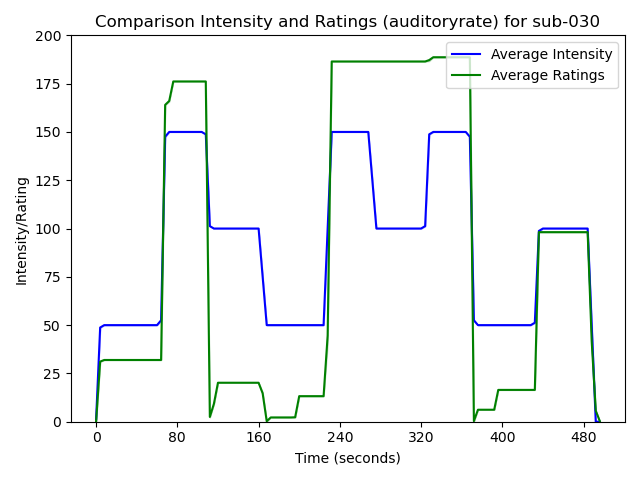 Comparison Intensity and Ratings (auditoryrate) for sub-030
Average Intensity
Average Ratings
Intensity/Rating
200
175
150
125
100
75
50
25
0
0 80 160 240 320 400 480
Time (seconds)